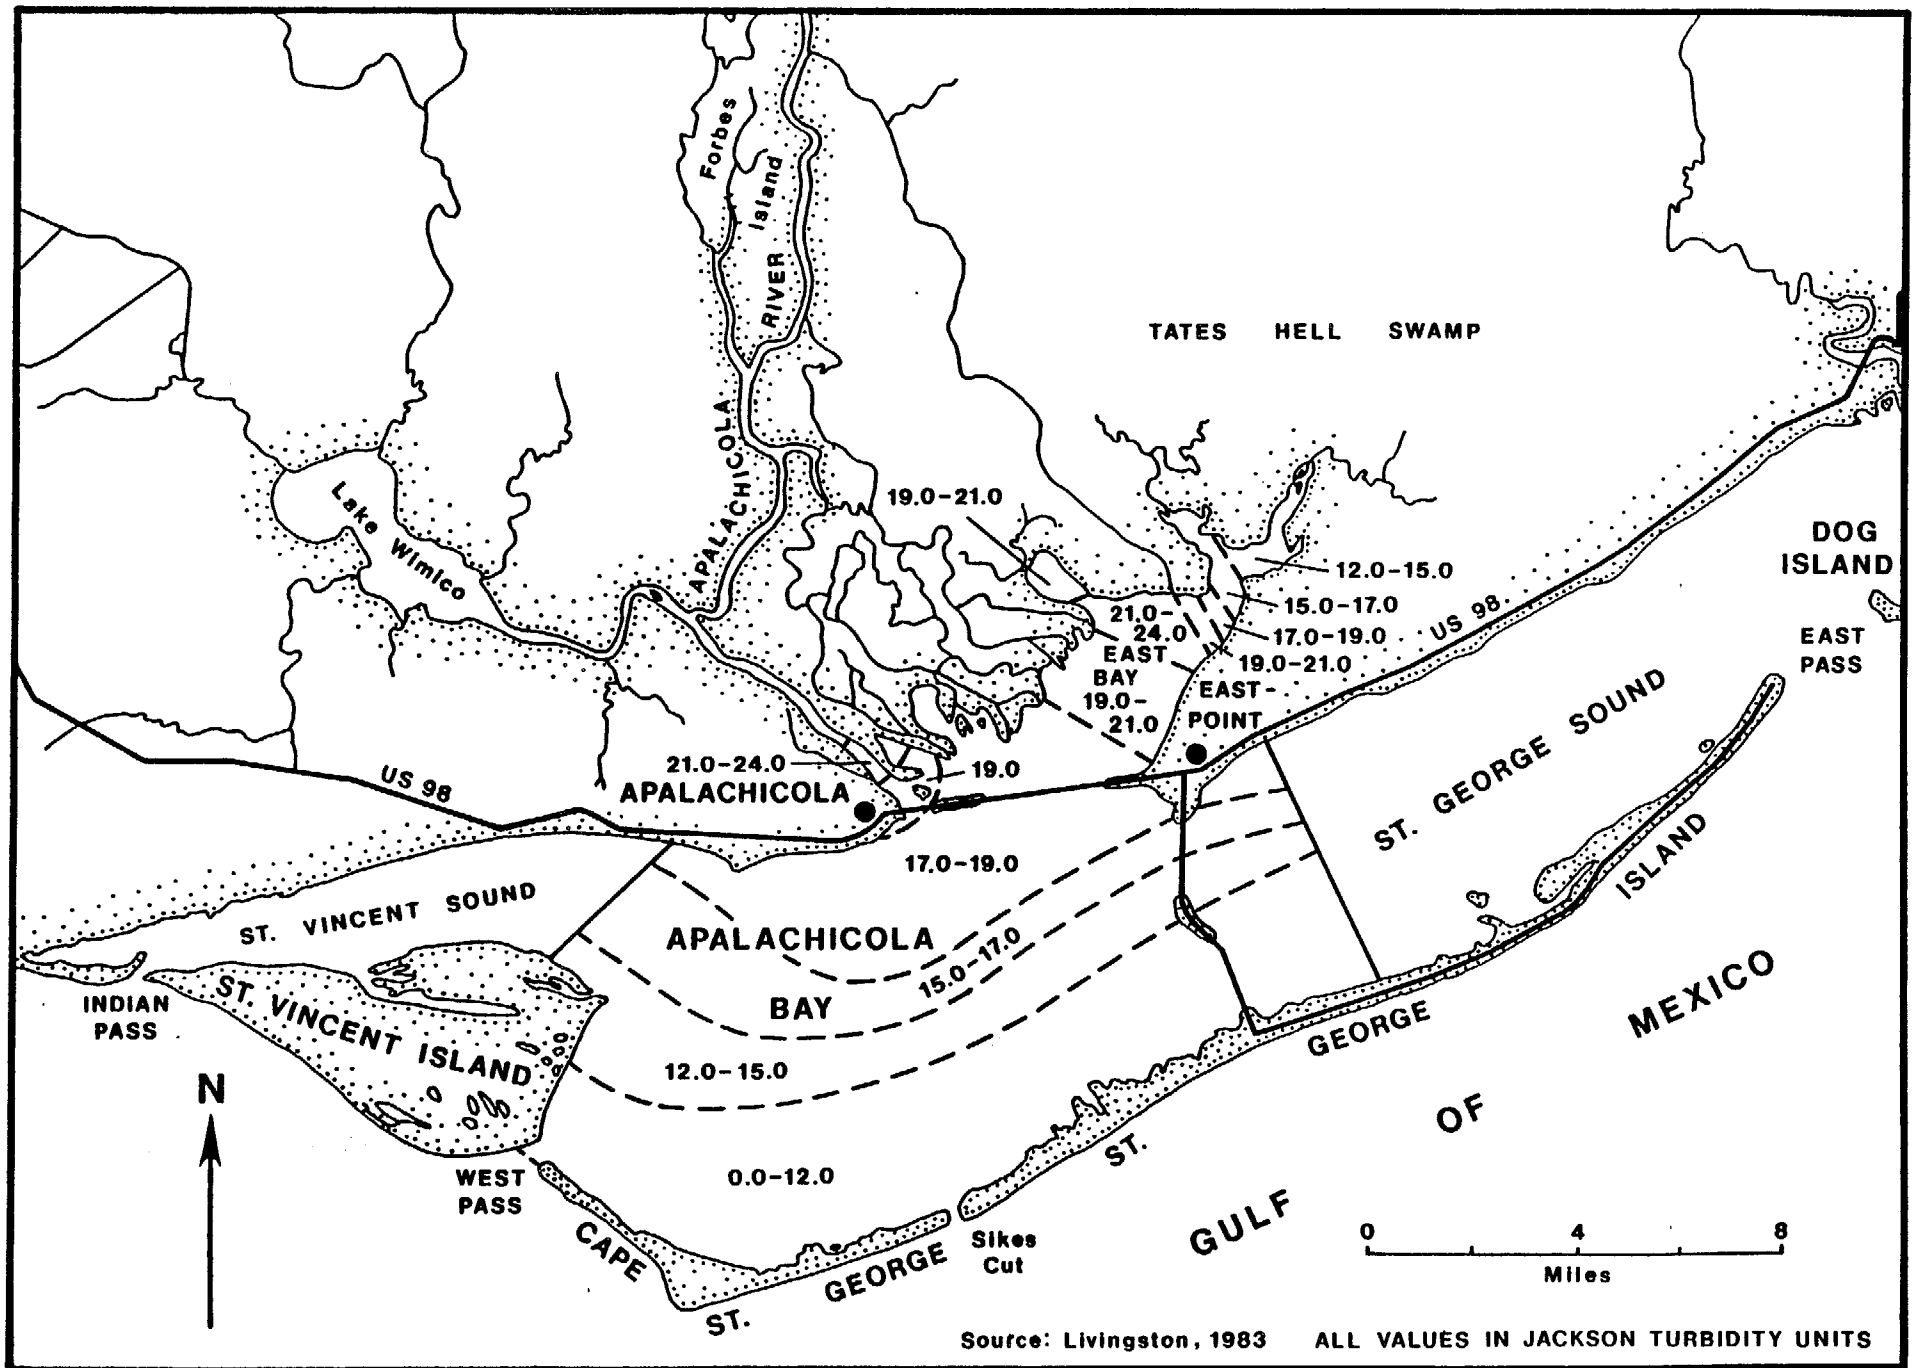 Forbes
Island
RIVER
APALACHICOLA
TATES HELL SWAMP
Lake Wimico
19.0-21.0
12.0-15.0
15.0-17.0
17.0-19.0
19.0-21.0
21.0-
24.0
EAST
BAY
19.0-
21.0
EAST-
POINT
US 98
DOG
ISLAND
EAST
PASS
ST. GEORGE SOUND
21.0-24.0
19.0
APALACHICOLA
US 98
17.0-19.0
ST. VINCENT SOUND
APALACHICOLA
BAY
15.0-17.0
12.0-15.0
0.0-12.0
INDIAN
PASS
ST. VINCENT ISLAND
N
WEST
PASS
CAPE
ST. GEORGE
Sikes
Cut
ST. GEORGE ISLAND
GULF OF MEXICO
0 4 8
Miles
Source: Livingston, 1983 ALL VALUES IN JACKSON TURBIDITY UNITS